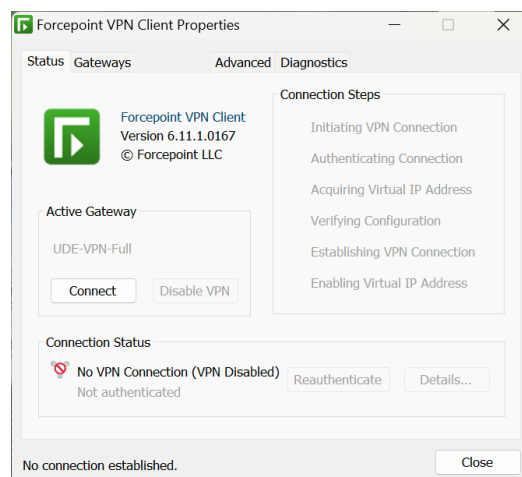 Forcepoint VPN Client Properties
Status Gateways Advanced Diagnostics
Forcepoint VPN Client
Version 6.11.1.0167
© Forcepoint LLC
Connection Steps
Initiating VPN Connection
Authenticating Connection
Acquiring Virtual IP Address
Verifying Configuration
Establishing VPN Connection
Enabling Virtual IP Address
Active Gateway
UDE-VPN-Full
Connect Disable VPN
Connection Status
No VPN Connection (VPN Disabled)
Not authenticated
Reauthenticate Details...
No connection established.
Close